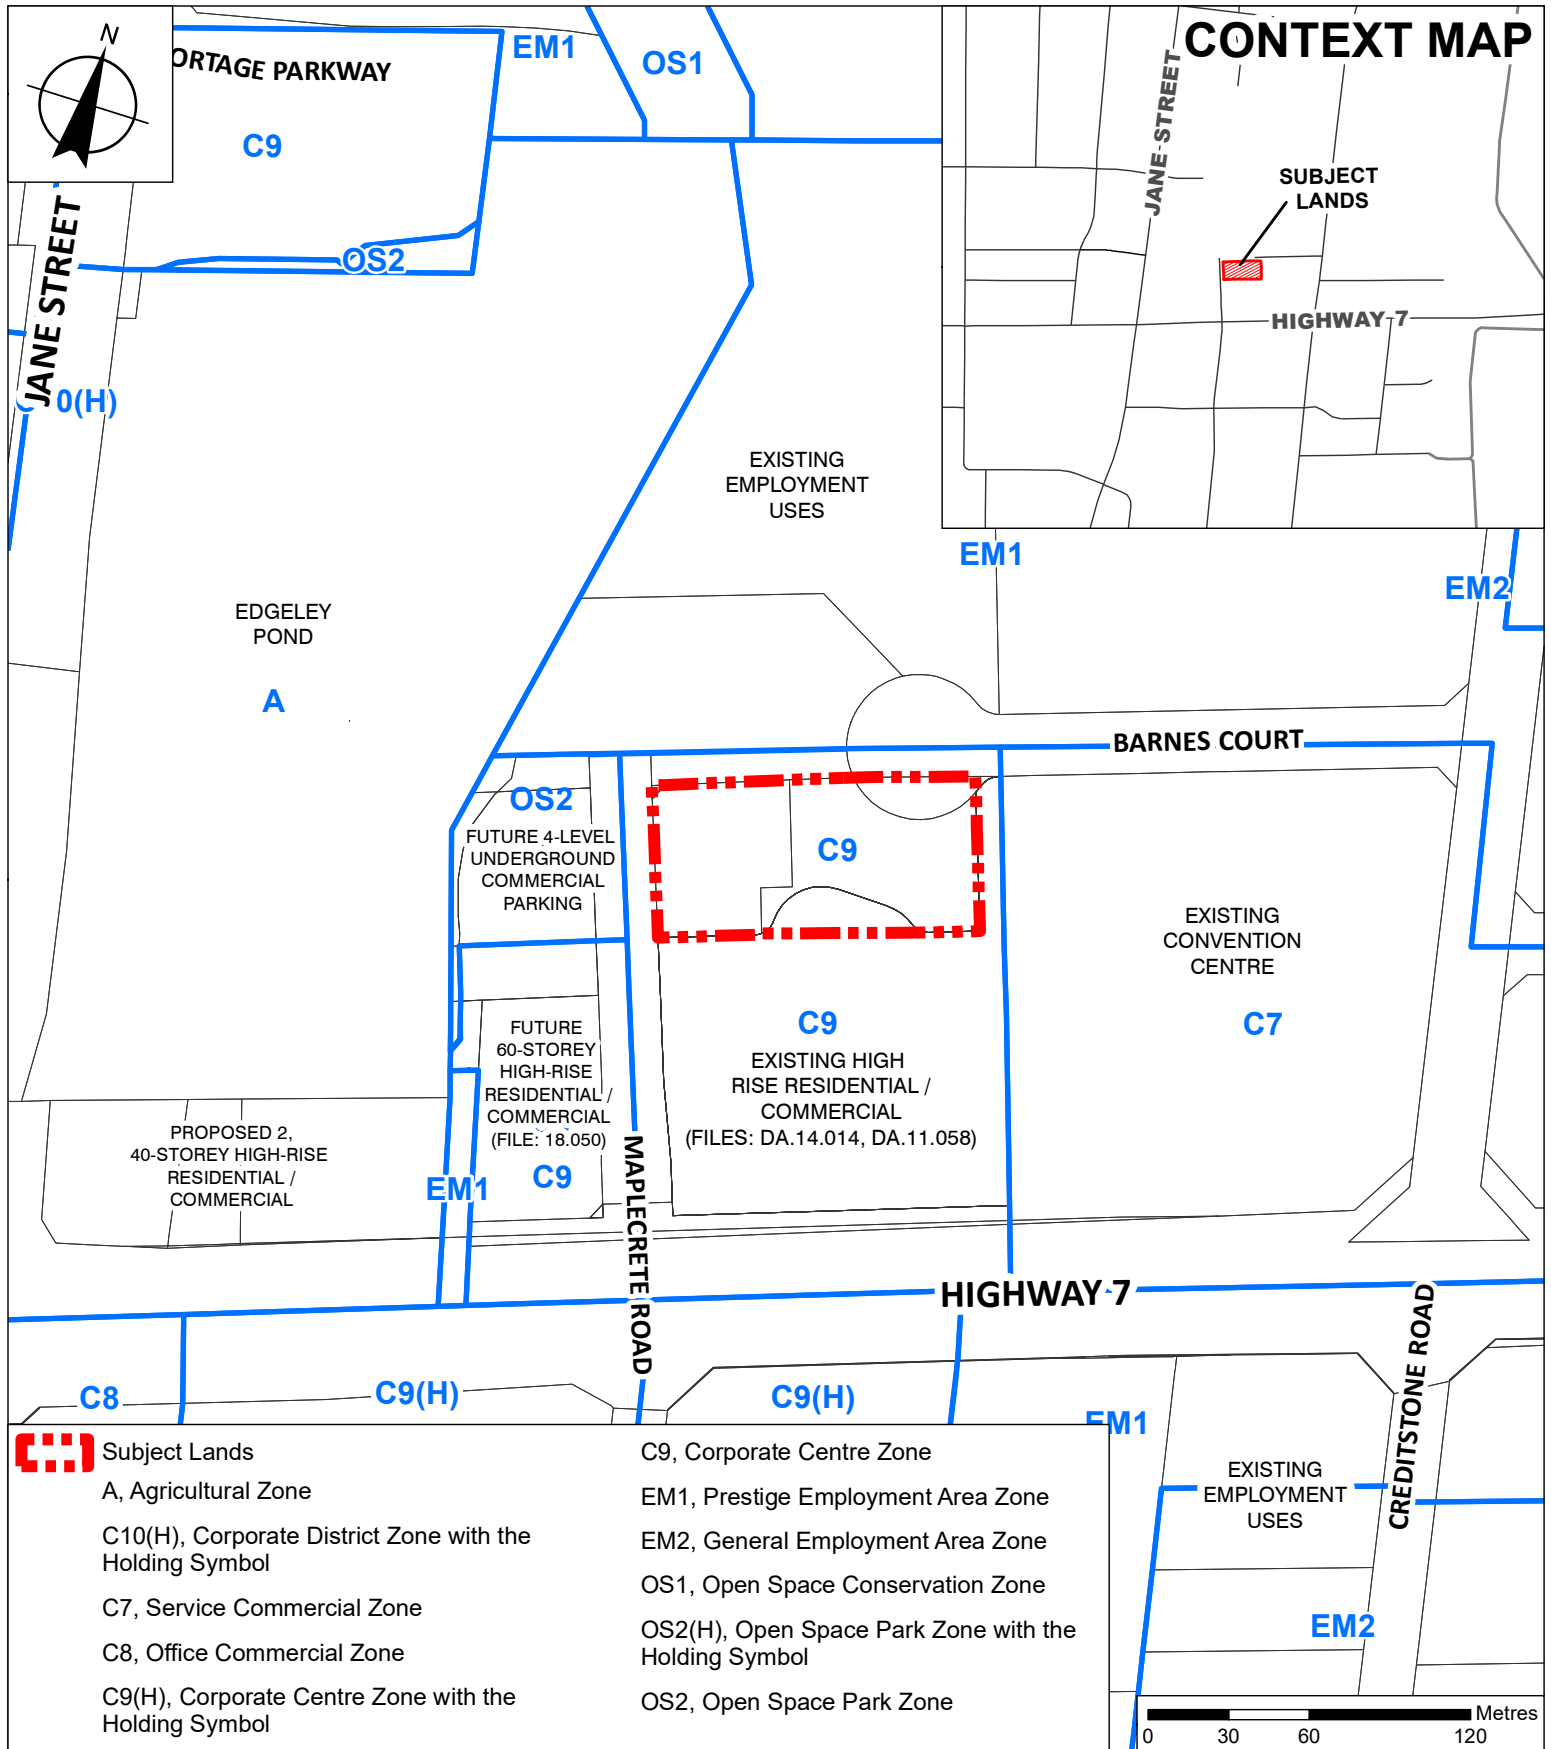 N
ORTAGE PARKWAY
EM1
OS1
C9
JANE STREET
OS2
0(H)
CONTEXT MAP
JANE STREET
SUBJECT
LANDS
HIGHWAY 7
EXISTING
EMPLOYMENT
USES
EM1
EM2
EDGELEY
POND
A
BARNES COURT
OS2
FUTURE 4-LEVEL
UNDERGROUND
COMMERCIAL
PARKING
C9
EXISTING
CONVENTION
CENTRE
C7
FUTURE
60-STOREY
HIGH-RISE
RESIDENTIAL /
COMMERCIAL
(FILE: 18.050)
C9
C9
EXISTING HIGH
RISE RESIDENTIAL /
COMMERCIAL
(FILES: DA.14.014, DA.11.058)
PROPOSED 2,
40-STOREY HIGH-RISE
RESIDENTIAL /
COMMERCIAL
EM1
MAPLECRETE ROAD
HIGHWAY 7
CREDITSTONE ROAD
C8
C9(H)
C9(H)
EM1
EXISTING
EMPLOYMENT
USES
EM2
Subject Lands
A, Agricultural Zone
C10(H), Corporate District Zone with the
Holding Symbol
C7, Service Commercial Zone
C8, Office Commercial Zone
C9(H), Corporate Centre Zone with the
Holding Symbol
C9, Corporate Centre Zone
EM1, Prestige Employment Area Zone
EM2, General Employment Area Zone
OS1, Open Space Conservation Zone
OS2(H), Open Space Park Zone with the
Holding Symbol
OS2, Open Space Park Zone
Metres
0 30 60 120